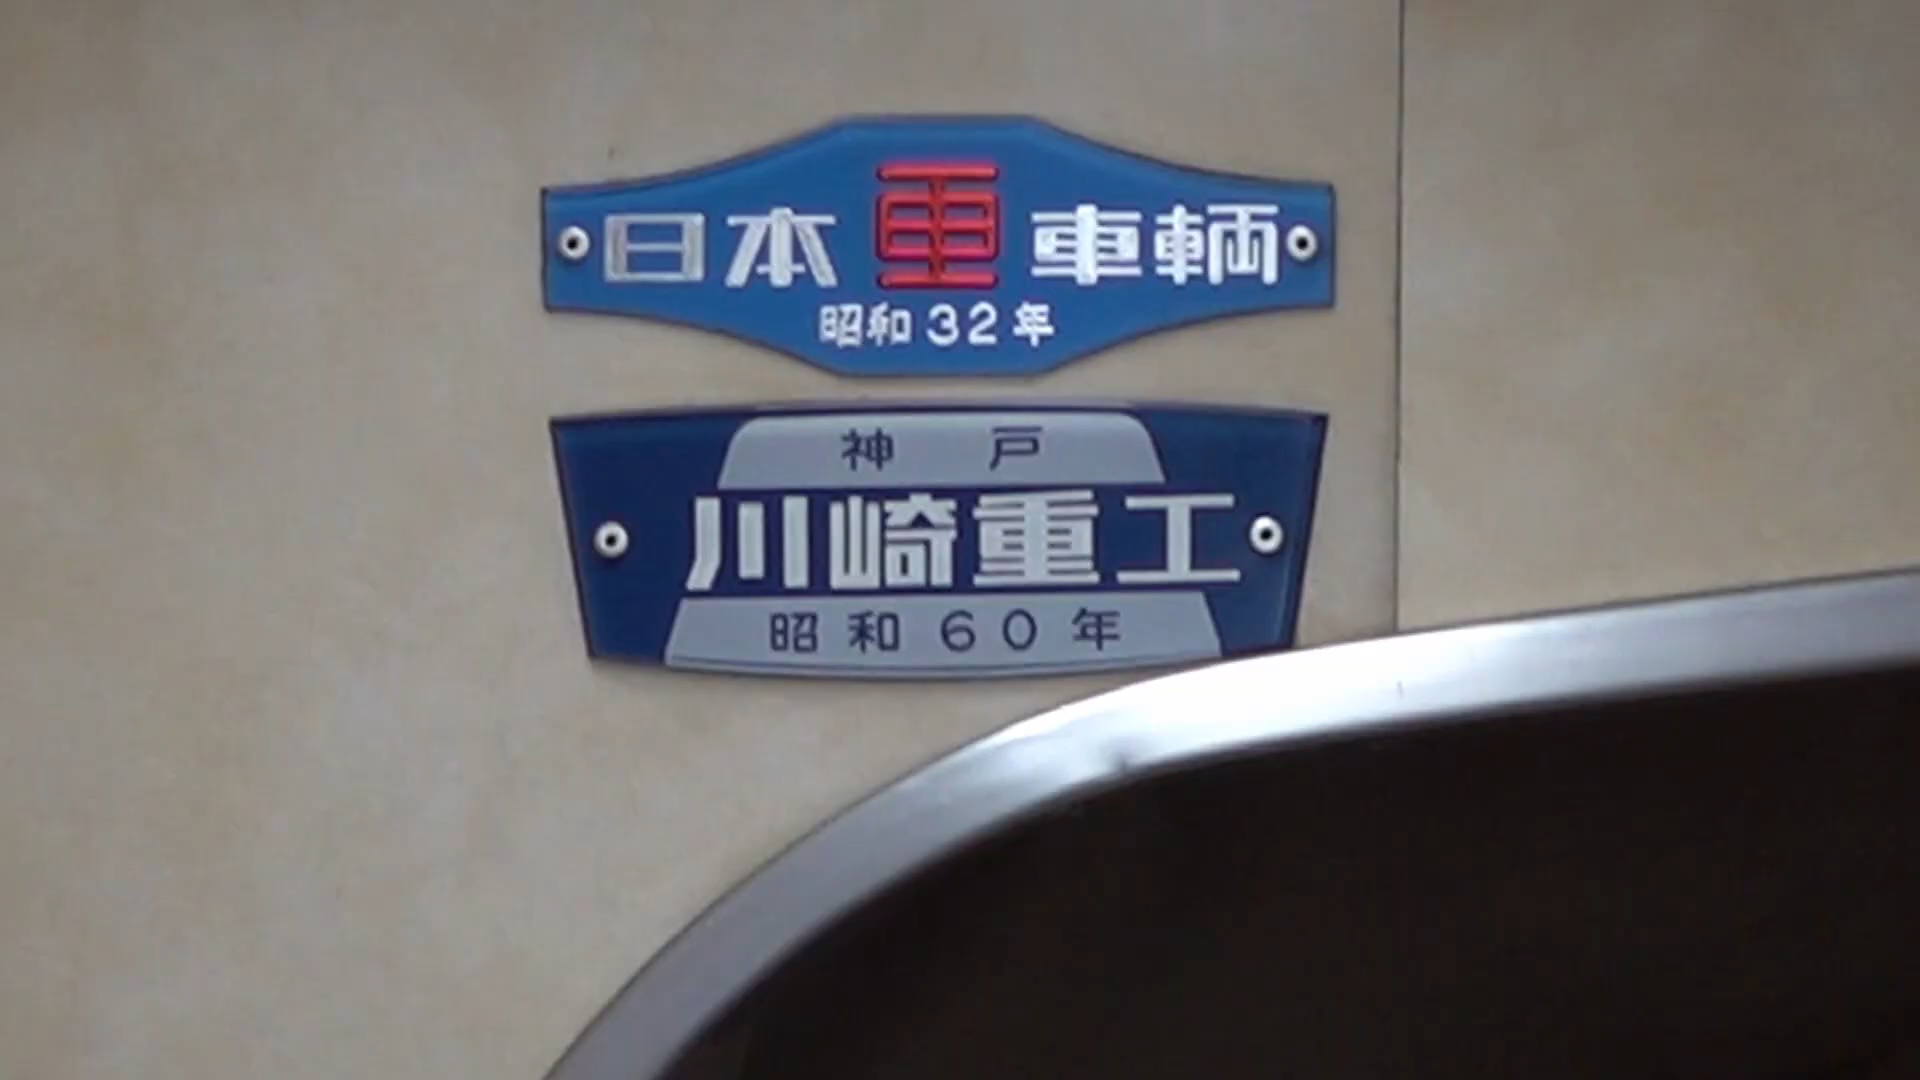 日本車輌
昭和32年
神戸
川崎重工
昭和60年